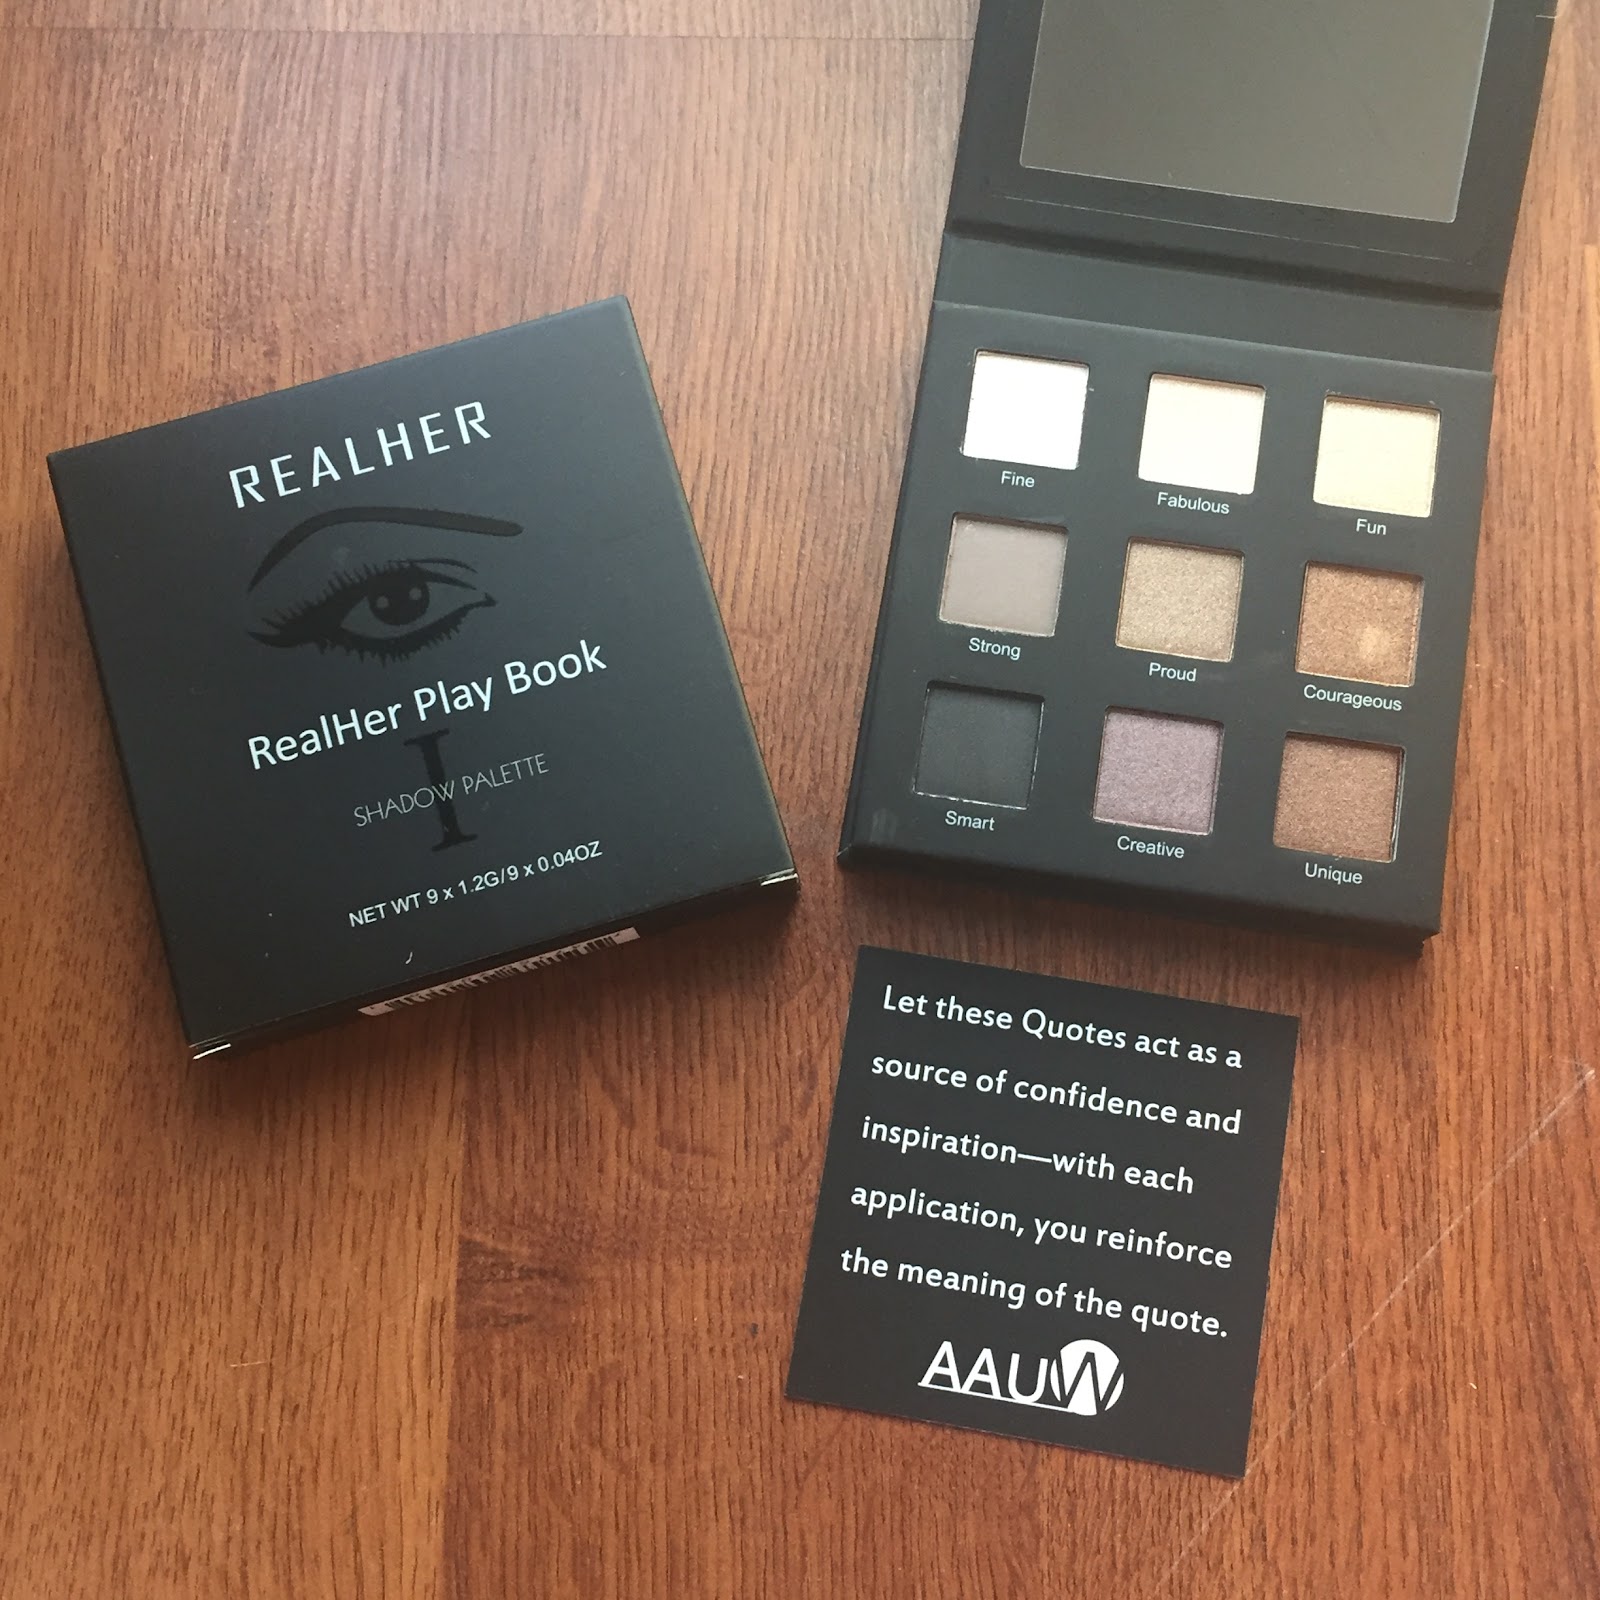 REALHER
RealHer Play Book
I
SHADOW PALETTE
NET WT 9 x 1.2G/9 x 0.04OZ
Fine
Fabulous
Fun
Strong
Proud
Courageous
Smart
Creative
Unique
Let these Quotes act as a
source of confidence and
inspiration—with each
application, you reinforce
the meaning of the quote.
AAUW